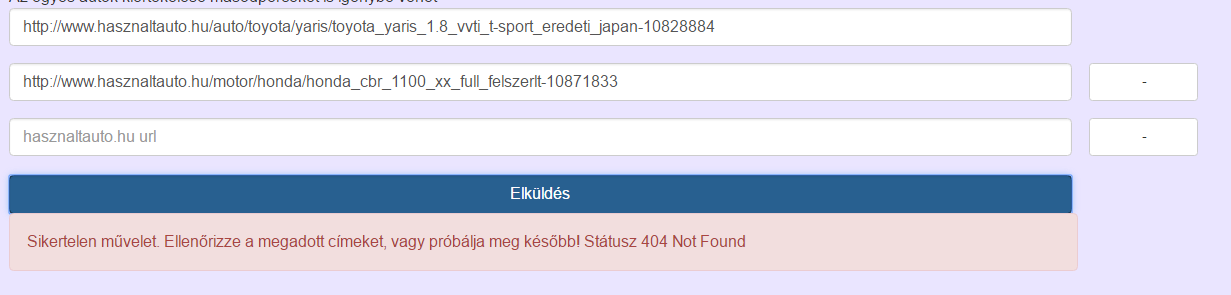 http://www.hasznaltauto.hu/auto/toyota/yaris/toyota_yaris_1.8_vvti_t-sport_eredeti_japan-10828884
http://www.hasznaltauto.hu/motor/honda/honda_cbr_1100_xx_full_felszerlt-10871833
-
hasznaltauto.hu url
-
Elküldés
Sikertelen művelet. Ellenőrizze a megadott címeket, vagy próbálja meg később! Státusz 404 Not Found